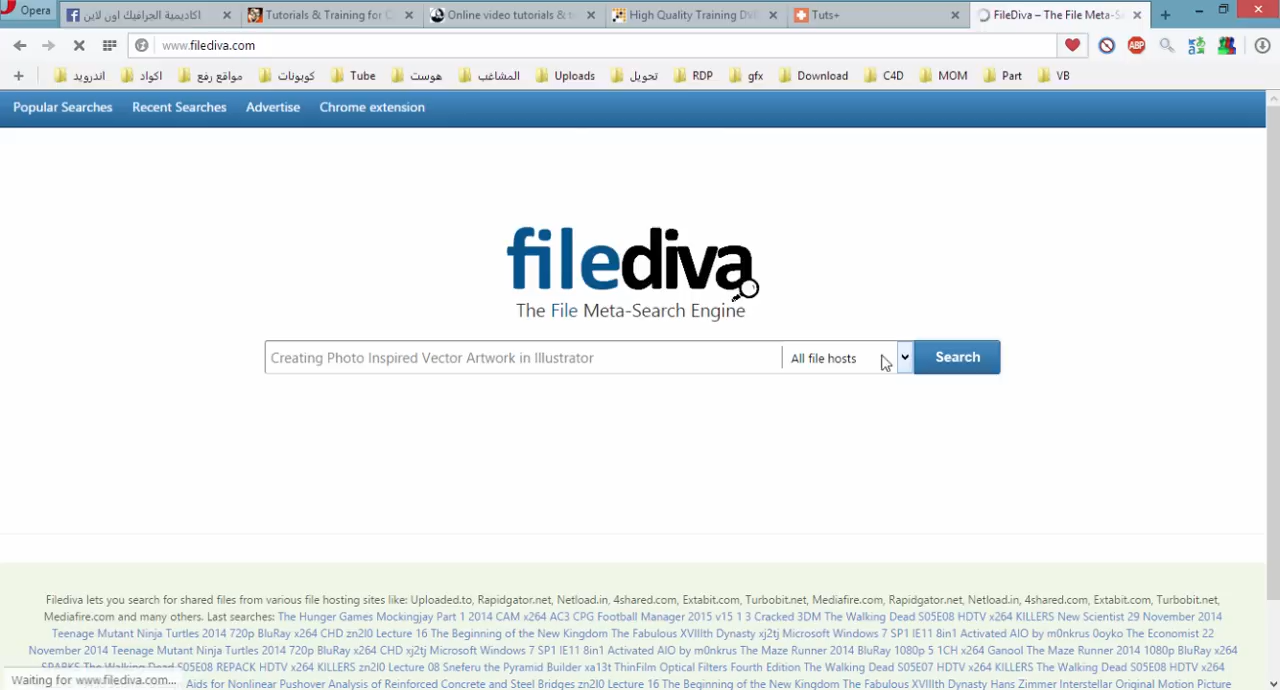 Opera
اكاديمية الجرافيك اون لاين
Tutorials & Training for C
Online video tutorials & t
High Quality Training DV
Tuts+
FileDiva – The File Meta-Se
www.filediva.com
ABP
اندرويد
اكواد
مواقع رفع
كوبونات
Tube
هوست
المشاغب
Uploads
تحويل
RDP
gfx
Download
C4D
MOM
Part
VB
Popular Searches
Recent Searches
Advertise
Chrome extension
filediva
The File Meta-Search Engine
Creating Photo Inspired Vector Artwork in Illustrator
All file hosts
Search
Filediva lets you search for shared files from various file hosting sites like: Uploaded.to, Rapidgator.net, Netload.in, 4shared.com, Extabit.com, Turbobit.net,
Mediafire.com, Rapidgator.net, Netload.in, 4shared.com, Extabit.com, Turbobit.net,
Mediafire.com and many others. Last searches: The Hunger Games Mockingjay Part 1 2014 CAM x264 AC3 CPG Football Manager 2015 v15 1 3 Cracked 3DM The Walking Dead S05E08 HDTV x264 KILLERS New Scientist 29 November 2014
Teenage Mutant Ninja Turtles 2014 720p BluRay x264 CHD zn2l0 Lecture 16 The Beginning of the New Kingdom The Fabulous XVIIIth Dynasty xj2tj Microsoft Windows 7 SP1 IE11 8in1 Activated AIO by m0nkrus 0oyko The Economist 22
November 2014 Teenage Mutant Ninja Turtles 2014 720p BluRay x264 CHD zn2l0 Microsoft Windows 7 SP1 IE11 8in1 Activated AIO by m0nkrus The Maze Runner 2014 BluRay 1080p 5 1CH x264 Ganool The Maze Runner 2014 1080p BluRay x264
SPARKS The Walking Dead S05E08 REPACK HDTV x264 KILLERS zn2l0 Lecture 08 Sneferu the Pyramid Builder xa13t ThinFilm Optical Filters Fourth Edition The Walking Dead S05E07 HDTV x264 KILLERS The Walking Dead S05E08 HDTV x264
Aids for Nonlinear Pushover Analysis of Reinforced Concrete and Steel Bridges zn2l0 Lecture 16 The Beginning of the New Kingdom The Fabulous XVIIIth Dynasty Hans Zimmer Interstellar Original Motion Picture
Waiting for www.filediva.com...